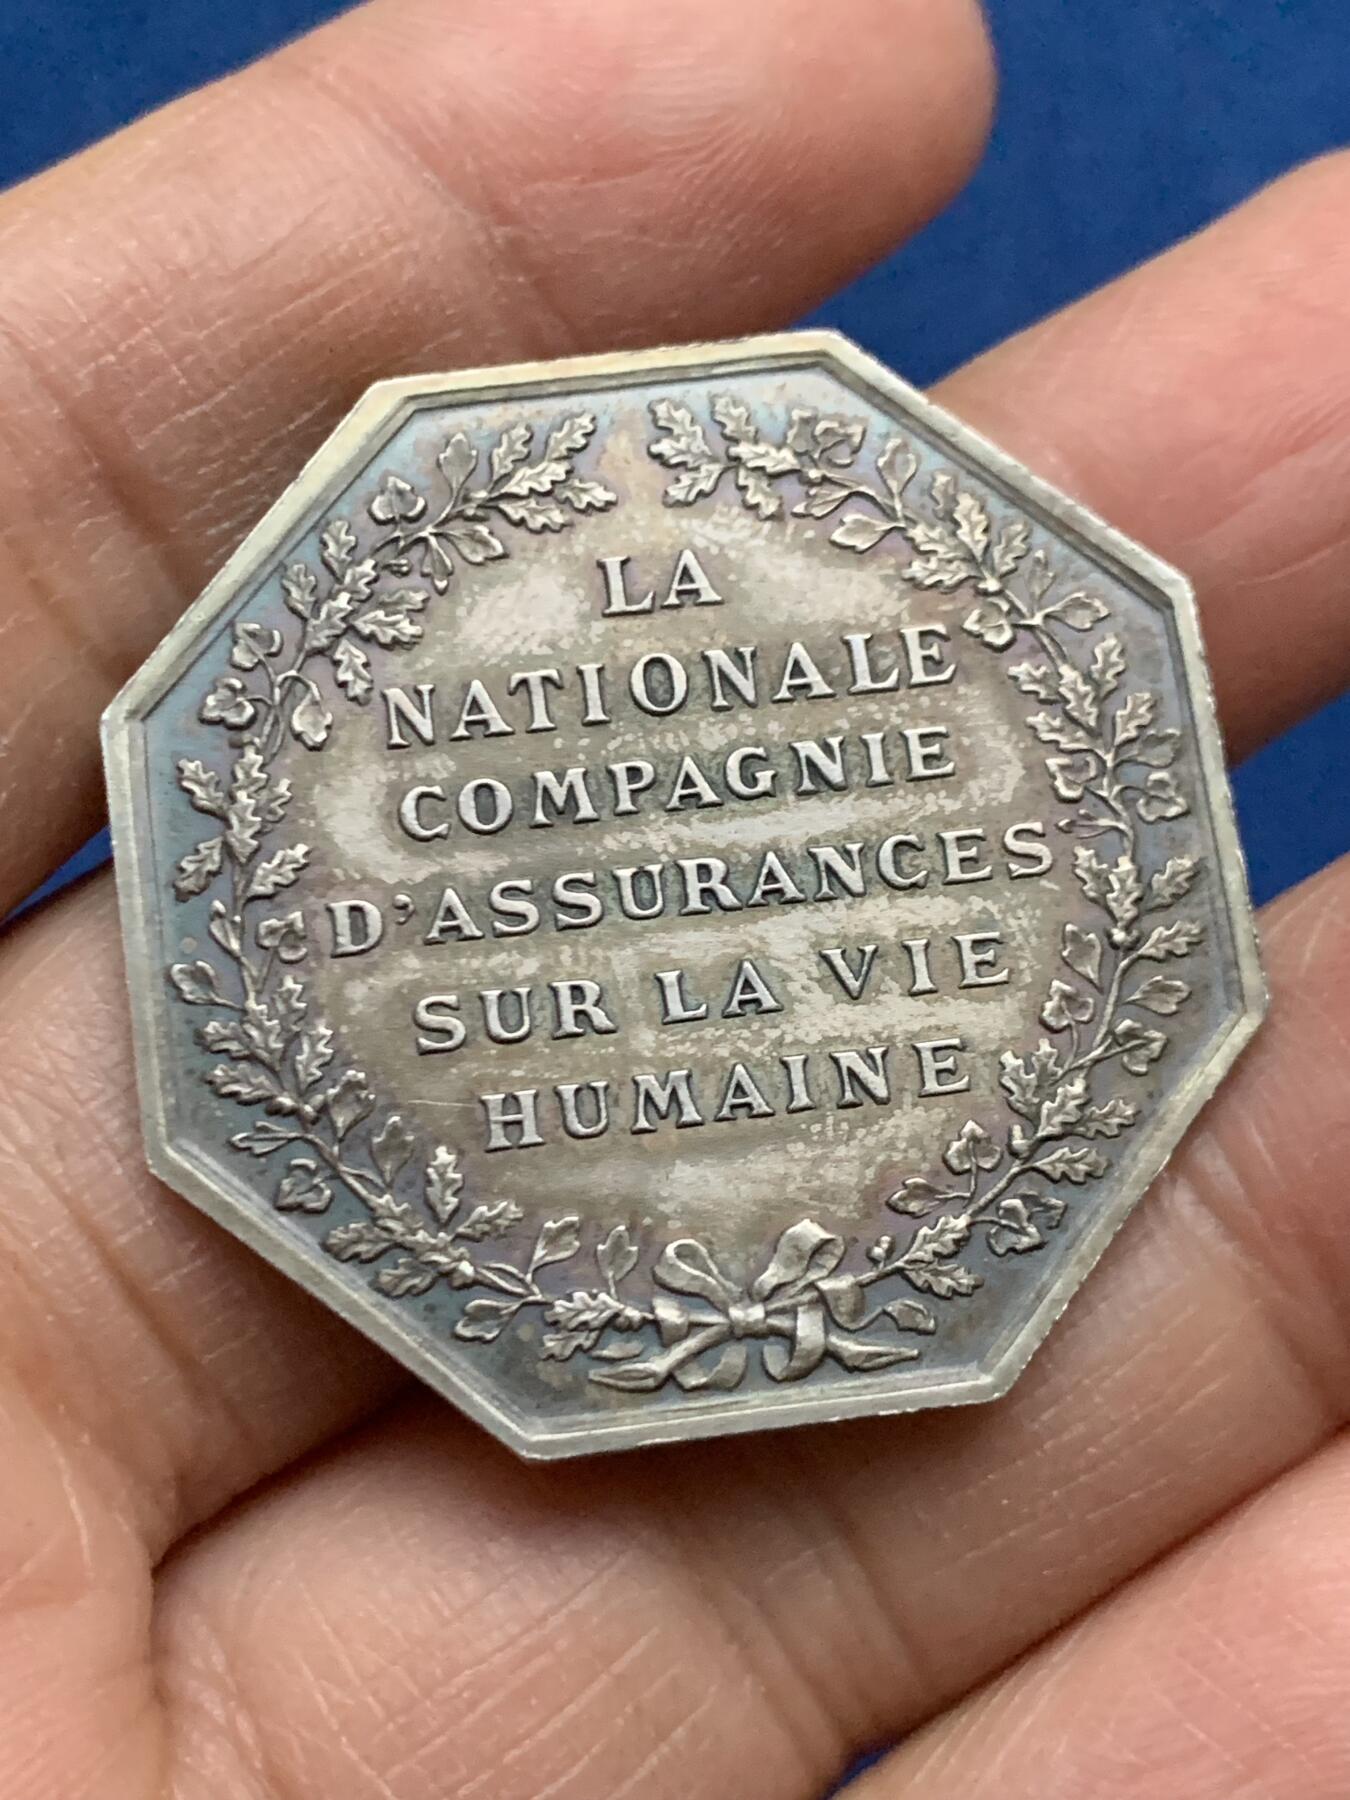 LA
NATIONALE
COMPAGNIE
D'ASSURANCES
SUR LA VIE
HUMAINE